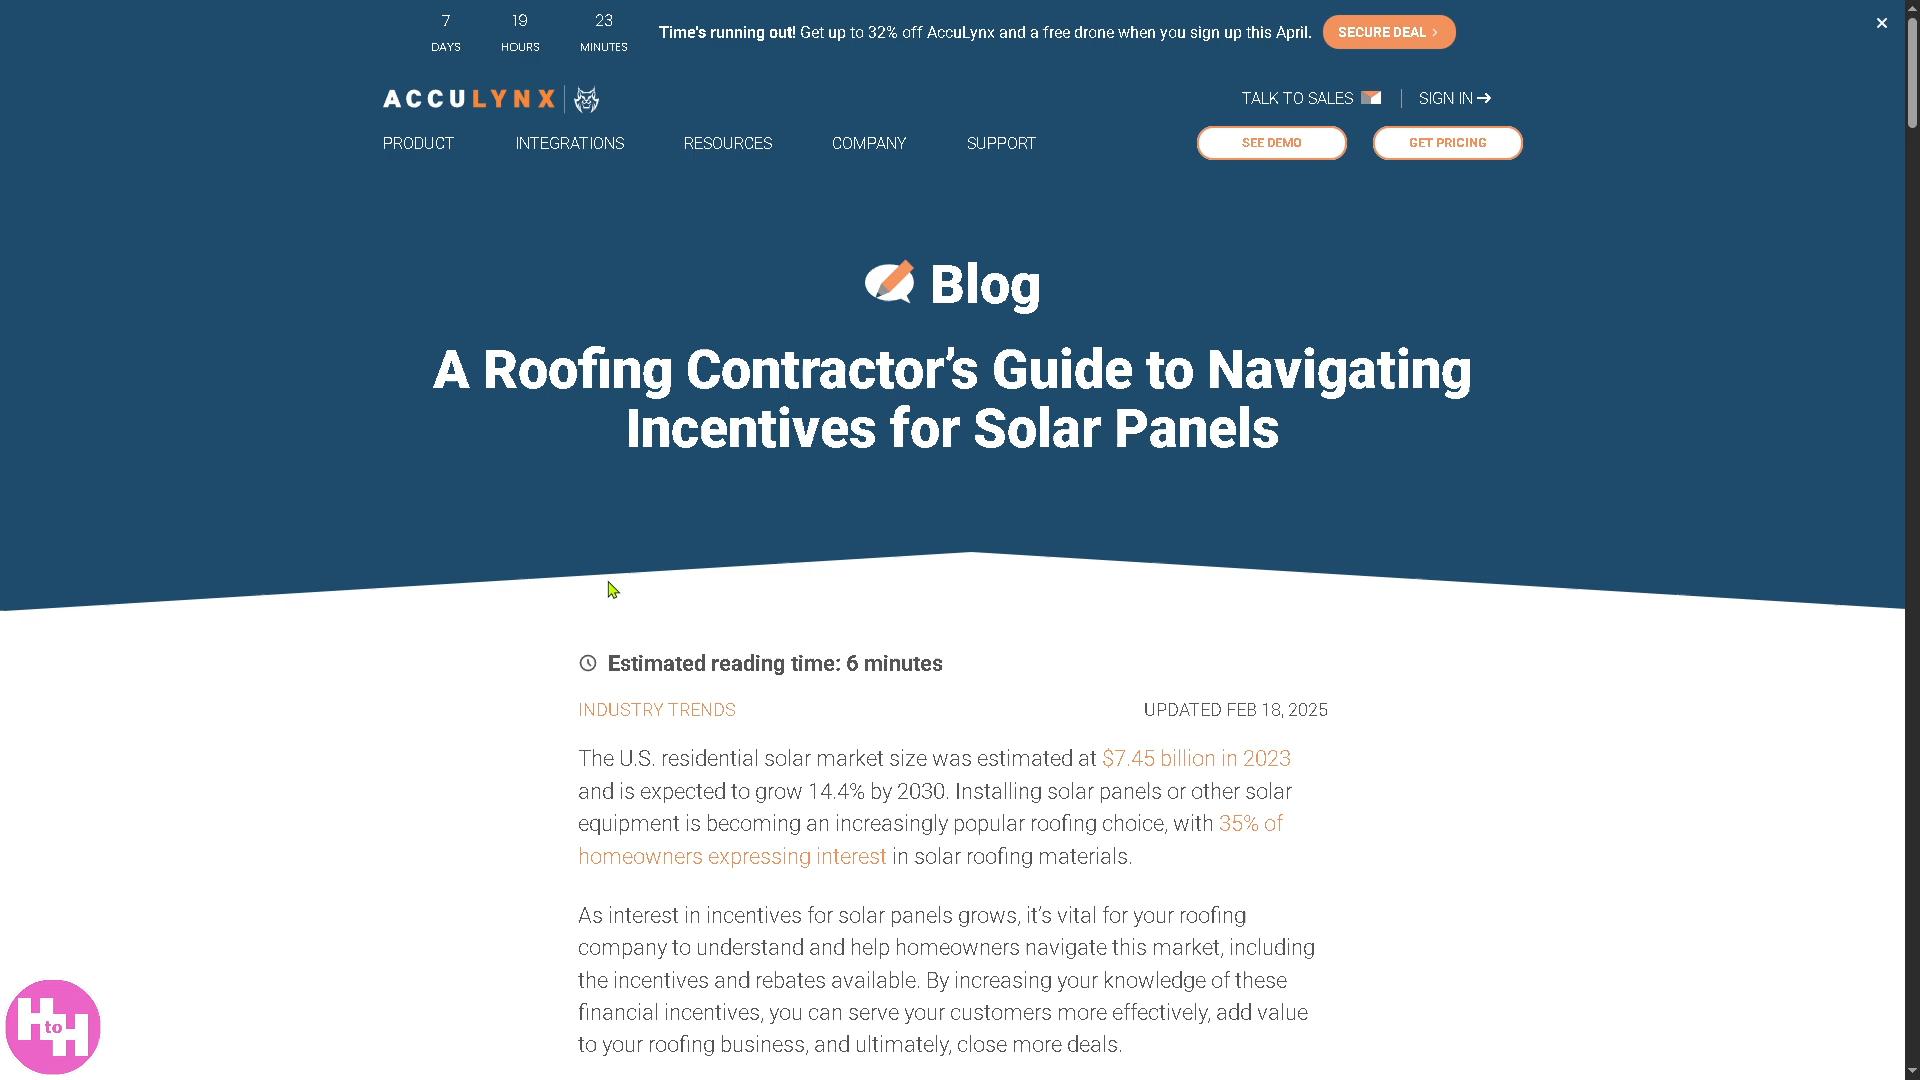 7 19 23
DAYS HOURS MINUTES
Time's running out! Get up to 32% off AccuLynx and a free drone when you sign up this April.
SECURE DEAL >
×
ACCULYNX
TALK TO SALES
SIGN IN →
PRODUCT INTEGRATIONS RESOURCES COMPANY SUPPORT
SEE DEMO
GET PRICING
Blog
A Roofing Contractor’s Guide to Navigating
Incentives for Solar Panels
Estimated reading time: 6 minutes
INDUSTRY TRENDS
UPDATED FEB 18, 2025
The U.S. residential solar market size was estimated at $7.45 billion in 2023
and is expected to grow 14.4% by 2030. Installing solar panels or other solar
equipment is becoming an increasingly popular roofing choice, with 35% of
homeowners expressing interest in solar roofing materials.
As interest in incentives for solar panels grows, it’s vital for your roofing
company to understand and help homeowners navigate this market, including
the incentives and rebates available. By increasing your knowledge of these
financial incentives, you can serve your customers more effectively, add value
to your roofing business, and ultimately, close more deals.
H to H